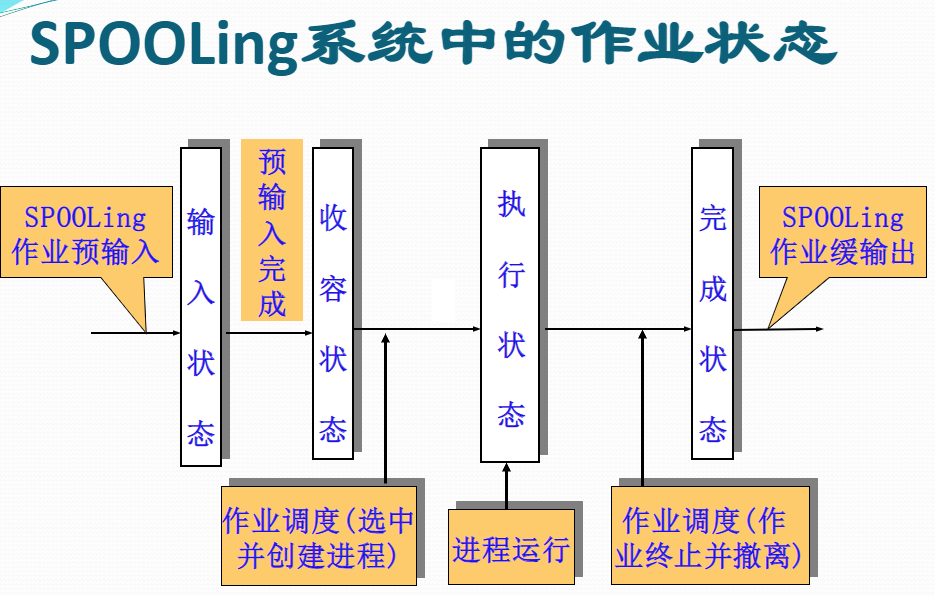 SPOOLing系统中的作业状态
SPOOLing
作业预输入
输入状态
预输入完成
收容状态
执行状态
完成状态
SPOOLing
作业缓输出
作业调度(选中
并创建进程)
进程运行
作业调度(作
业终止并撤离)